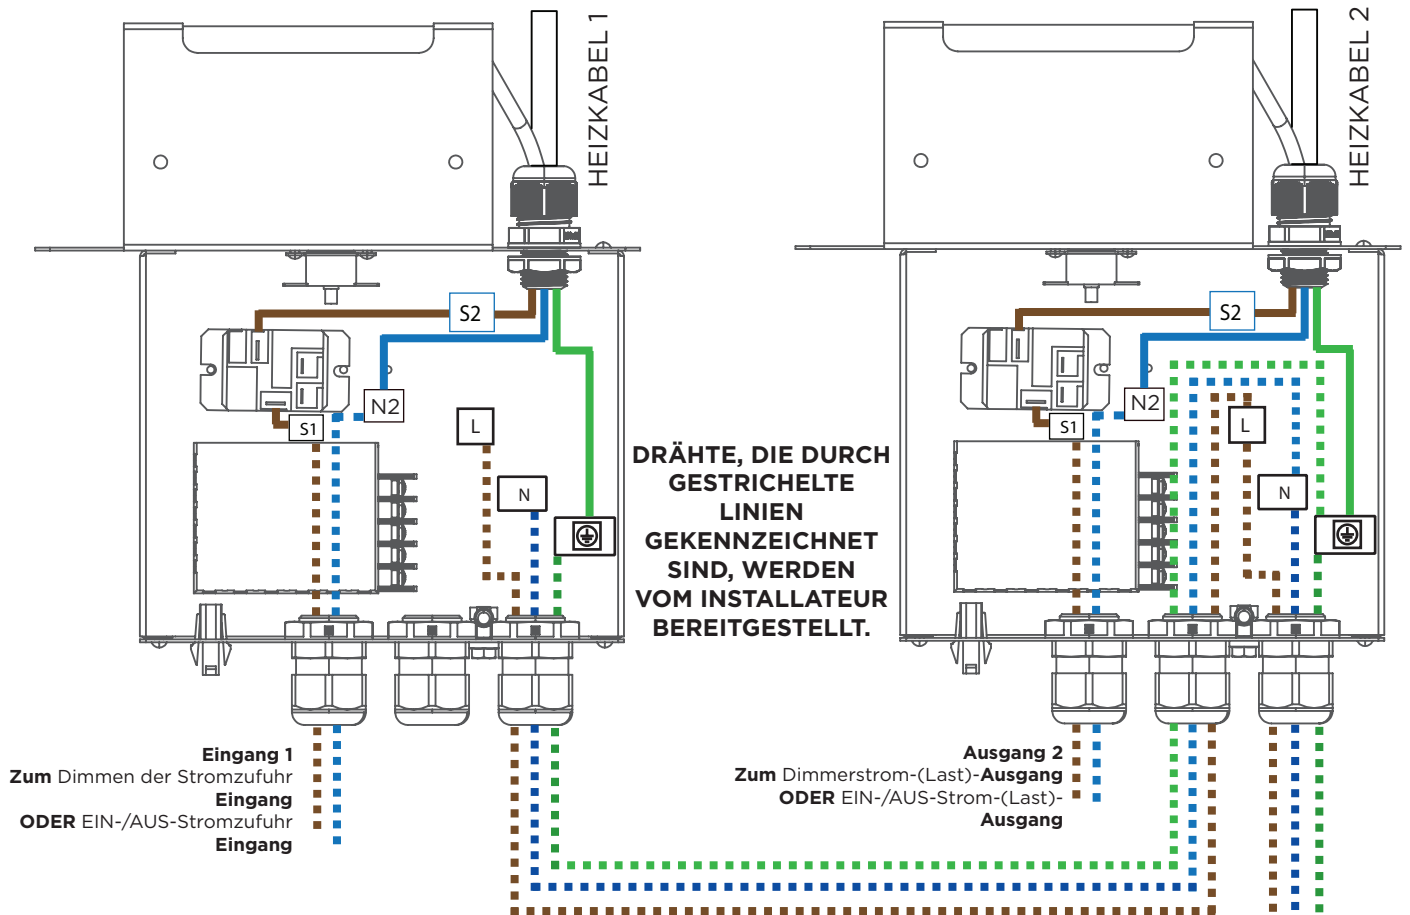 HEIZKABEL 1
HEIZKABEL 2
S2
N2
S1
L
N
DRÄHTE, DIE DURCH
GESTRICHELTE
LINIEN
GEKENNZEICHNET
SIND, WERDEN
VOM INSTALLATEUR
BEREITGESTELLT.
S2
N2
S1
L
N
Eingang 1
Zum Dimmen der Stromzufuhr
Eingang
ODER EIN-/AUS-Stromzufuhr
Eingang
Ausgang 2
Zum Dimmerstrom-(Last)-Ausgang
ODER EIN-/AUS-Strom-(Last)-
Ausgang